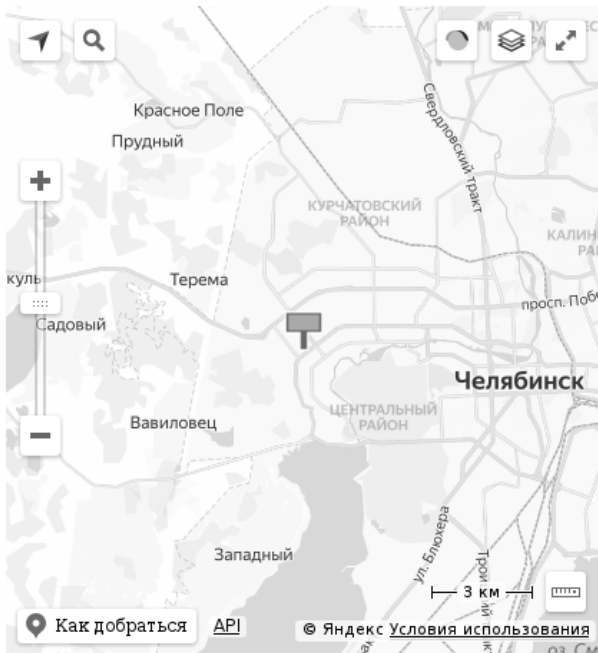 Красное Поле
Прудный
Свердловский тракт
КУРЧАТОВСКИЙ
РАЙОН
КАЛИН
куль
Терема
просп. Побе
Садовый
Челябинск
ЦЕНТРАЛЬНЫЙ
РАЙОН
Вавиловец
ул. Блюхера
Западный
3 км
Как добраться
API
© Яндекс Условия использования